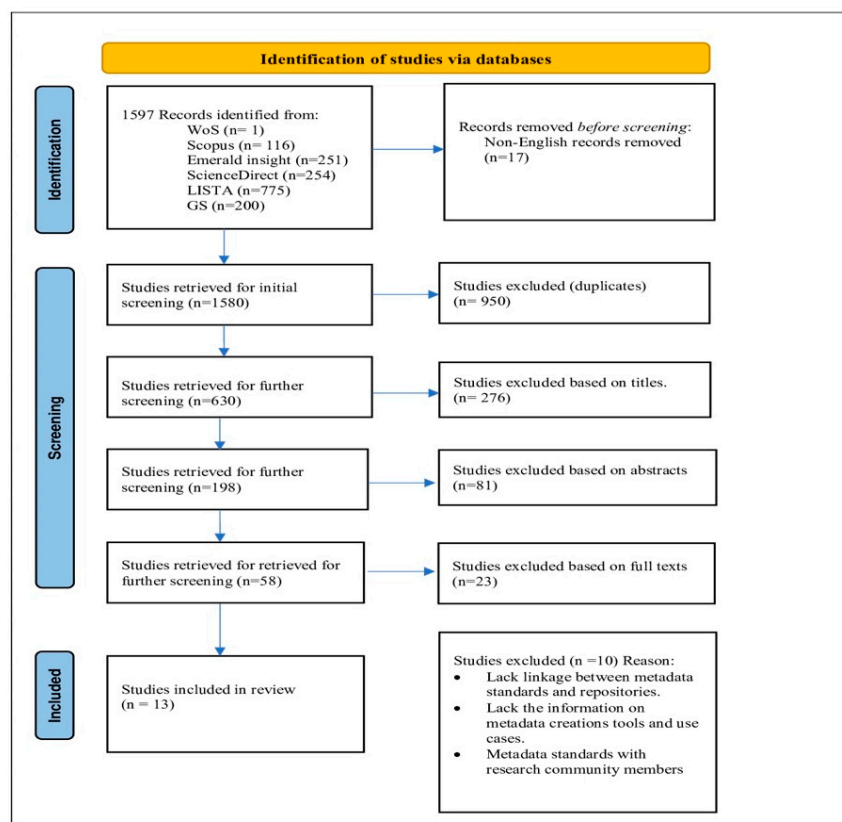 Identification of studies via databases
Identification
1597 Records identified from:
WoS (n= 1)
Scopus (n= 116)
Emerald insight (n=251)
ScienceDirect (n=254)
LISTA (n=775)
GS (n=200)
Records removed before screening:
Non-English records removed
(n=17)
Screening
Studies retrieved for initial
screening (n=1580)
Studies excluded (duplicates)
(n= 950)
Studies retrieved for further
screening (n=630)
Studies excluded based on titles.
(n= 276)
Studies retrieved for further
screening (n=198)
Studies excluded based on abstracts
(n=81)
Studies retrieved for retrieved for
further screening (n=58)
Studies excluded based on full texts
(n=23)
Included
Studies included in review
(n = 13)
Studies excluded (n =10) Reason:
• Lack linkage between metadata
standards and repositories.
• Lack the information on
metadata creations tools and use
cases.
• Metadata standards with
research community members